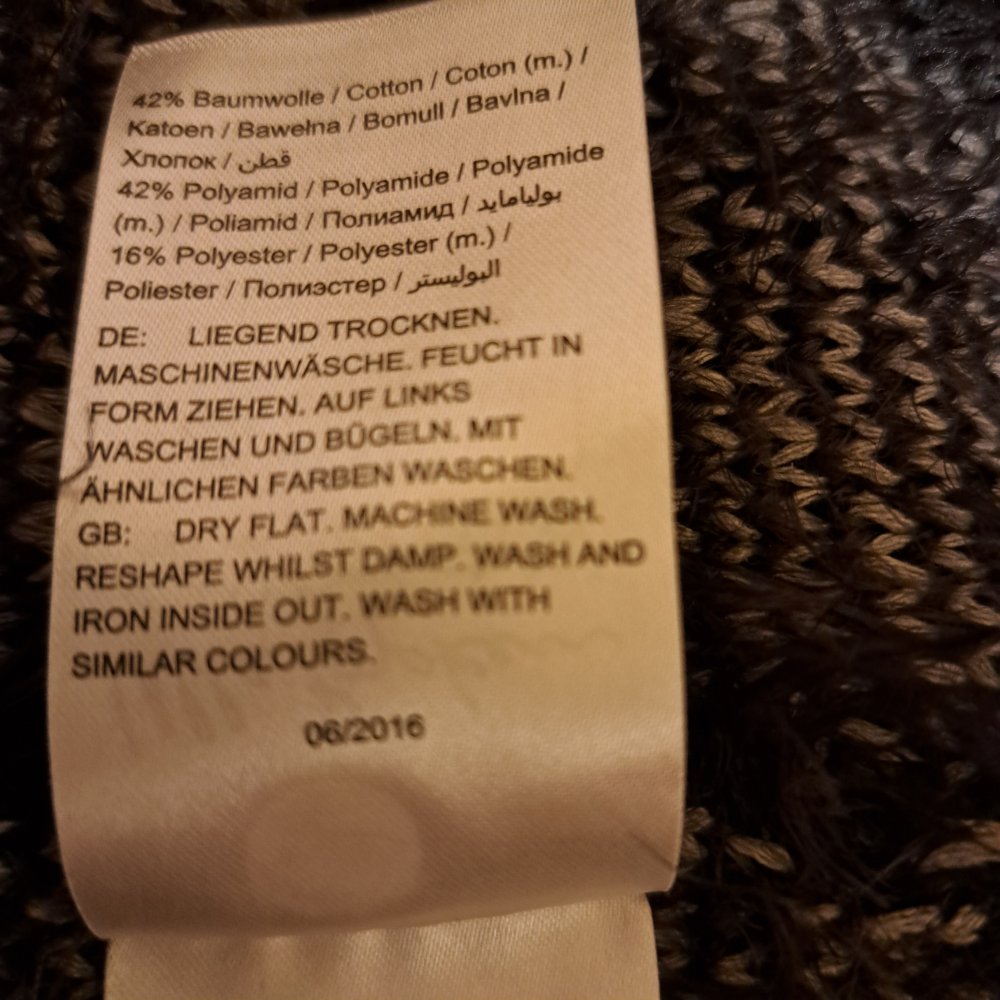 42% Baumwolle / Cotton / Coton (m.) /
Katoen / Bawełna / Bomull / Bavlna /
Хлопок / قطن
42% Polyamid / Polyamide / Polyamide
(m.) / Poliamid / Полиамид / بولياميد
16% Polyester / Polyester (m.) /
Poliester / Полиэстер / البوليستر
DE: LIEGEND TROCKNEN.
MASCHINENWÄSCHE. FEUCHT IN
FORM ZIEHEN. AUF LINKS
WASCHEN UND BÜGELN. MIT
ÄHNLICHEN FARBEN WASCHEN.
GB: DRY FLAT. MACHINE WASH.
RESHAPE WHILST DAMP. WASH AND
IRON INSIDE OUT. WASH WITH
SIMILAR COLOURS.
06/2016